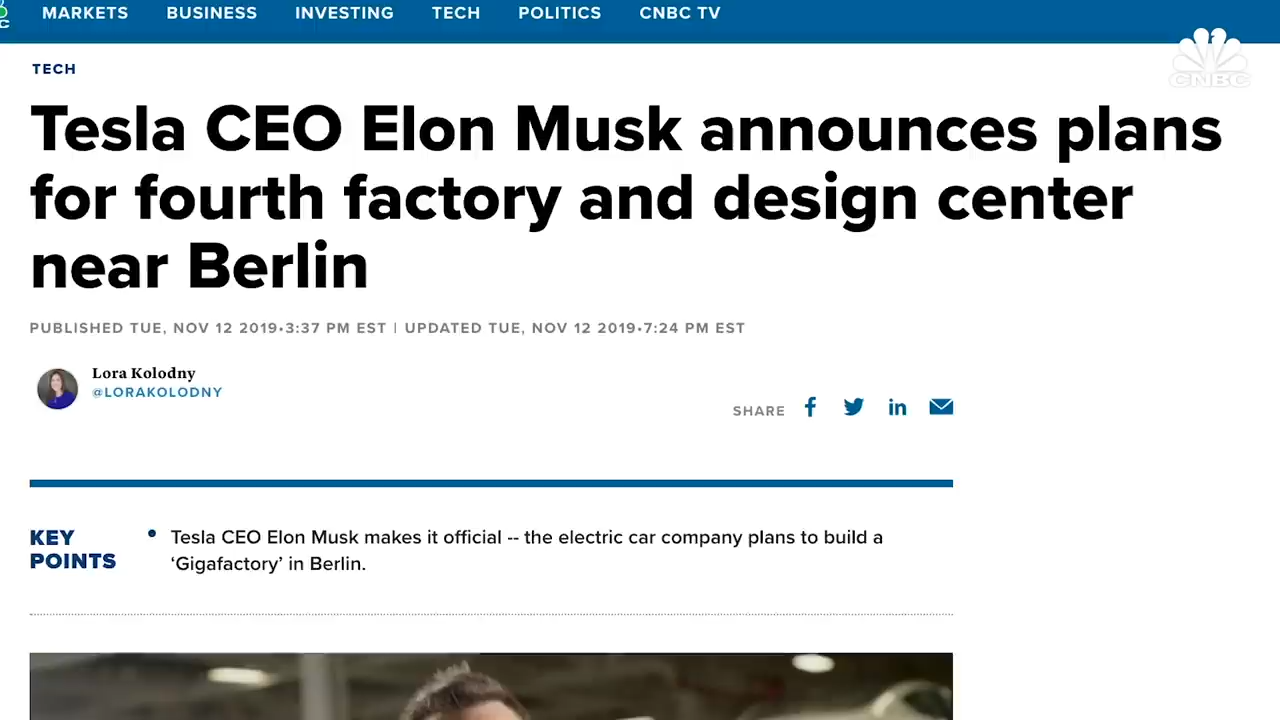 MARKETS BUSINESS INVESTING TECH POLITICS CNBC TV
CNBC
TECH
Tesla CEO Elon Musk announces plans
for fourth factory and design center
near Berlin
PUBLISHED TUE, NOV 12 2019•3:37 PM EST | UPDATED TUE, NOV 12 2019•7:24 PM EST
Lora Kolodny
@LORAKOLODNY
SHARE
KEY
POINTS
• Tesla CEO Elon Musk makes it official -- the electric car company plans to build a
‘Gigafactory’ in Berlin.